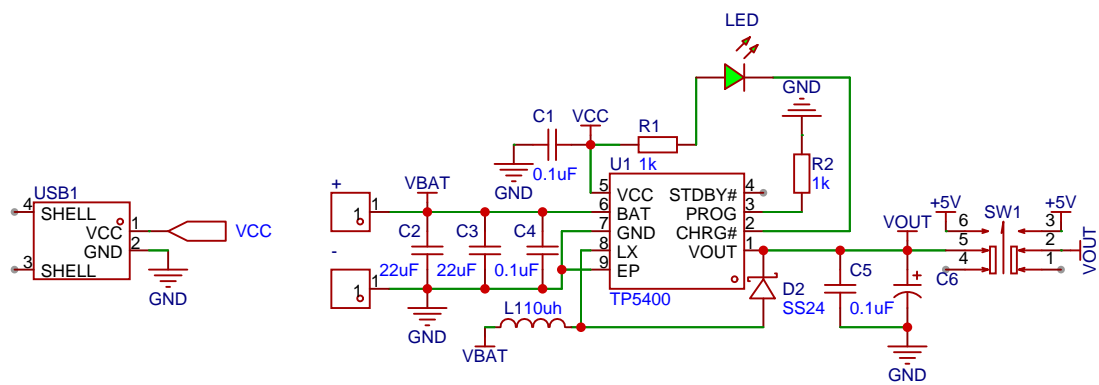 LED
GND
C1
VCC
R1
0.1uF
GND
U1
1k
R2
1k
USB1
4
SHELL
VCC
1
GND
2
3
SHELL
VCC
GND
+
1
1
-
1
1
VBAT
C2
C3
C4
22uF
22uF
0.1uF
GND
5
VCC
6
BAT
7
GND
8
LX
9
EP
STDBY#
4
PROG
3
CHRG#
2
VOUT
1
TP5400
L1
10uh
VBAT
D2
SS24
C5
0.1uF
VOUT
C6
GND
+
+5V
SW1
+5V
6
5
4
3
2
1
VOUT